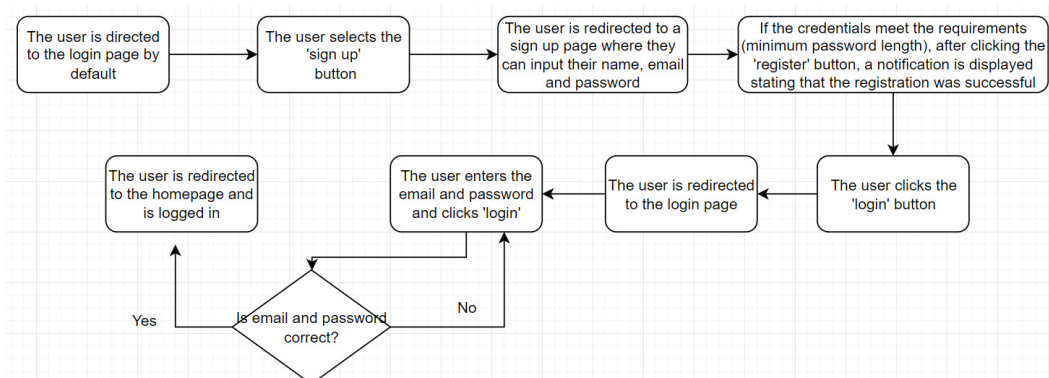 The user is directed
to the login page by
default
The user selects the
'sign up'
button
The user is redirected to a
sign up page where they
can input their name, email
and password
If the credentials meet the requirements
(minimum password length), after clicking the
'register' button, a notification is displayed
stating that the registration was successful
The user clicks the
'login' button
The user is redirected
to the login page
The user enters the
email and password
and clicks 'login'
The user is redirected
to the homepage and
is logged in
Is email and password
correct?
Yes
No